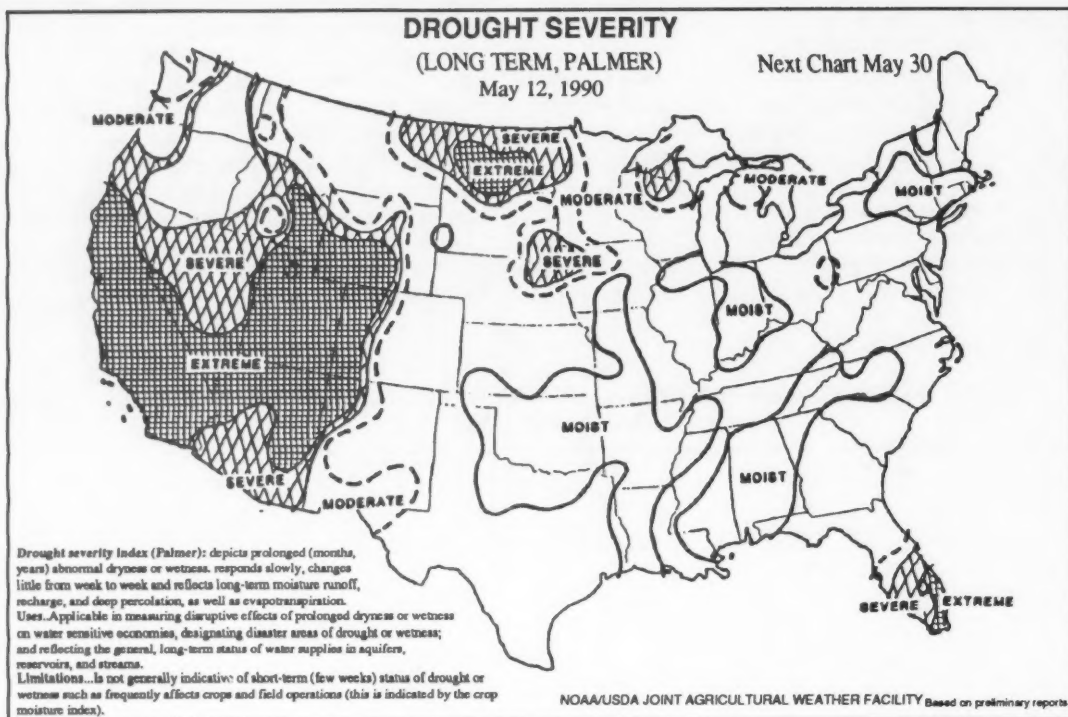 DROUGHT SEVERITY
(LONG TERM, PALMER)
May 12, 1990
Next Chart May 30
MODERATE
SEVERE
EXTREME
MODERATE
MODERATE
MOIST
SEVERE
SEVERE
MOIST
EXTREME
MOIST
SEVERE
MODERATE
MOIST
SEVERE
EXTREME
Drought severity index (Palmer): depicts prolonged (months,
years) abnormal dryness or wetness. responds slowly, changes
little from week to week and reflects long-term moisture runoff,
recharge, and deep percolation, as well as evapotranspiration.
Uses..Applicable in measuring disruptive effects of prolonged dryness or wetness
on water sensitive economies, designating disaster areas of drought or wetness;
and reflecting the general, long-term status of water supplies in aquifers,
reservoirs, and streams.
Limitations...is not generally indicative of short-term (few weeks) status of drought or
wetness such as frequently affects crops and field operations (this is indicated by the crop
moisture index).
NOAA/USDA JOINT AGRICULTURAL WEATHER FACILITY Based on preliminary reports